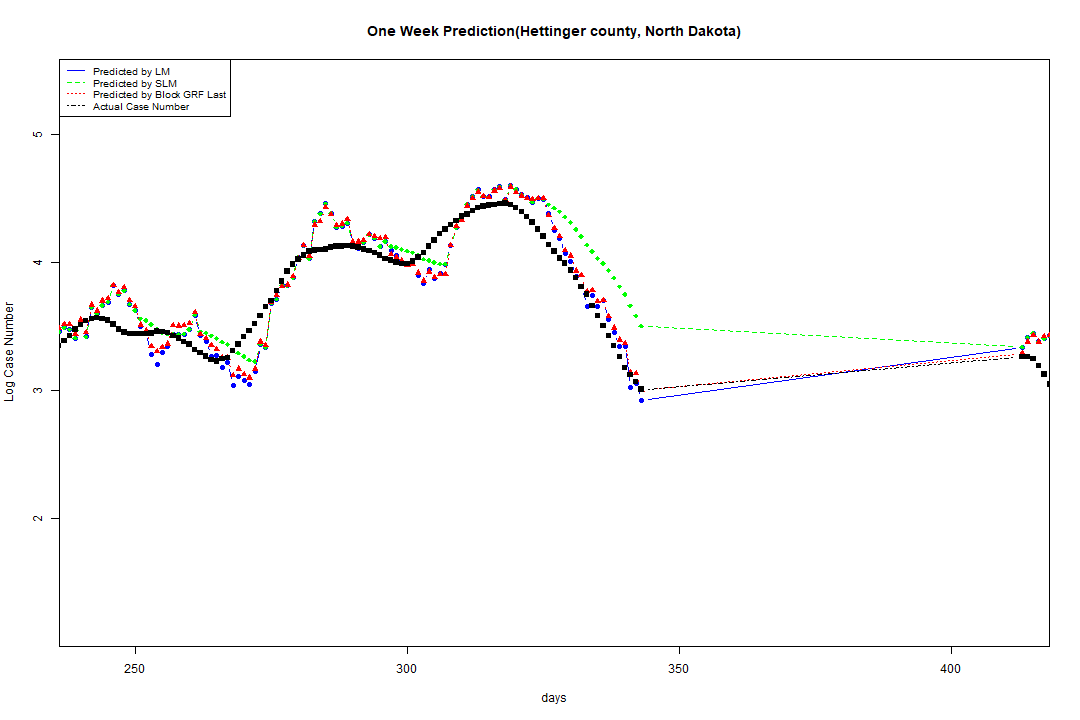 One Week Prediction(Hettinger county, North Dakota)
Predicted by LM
Predicted by SLM
Predicted by Block GRF Last
Actual Case Number
5
4
3
2
Log Case Number
250
300
350
400
days